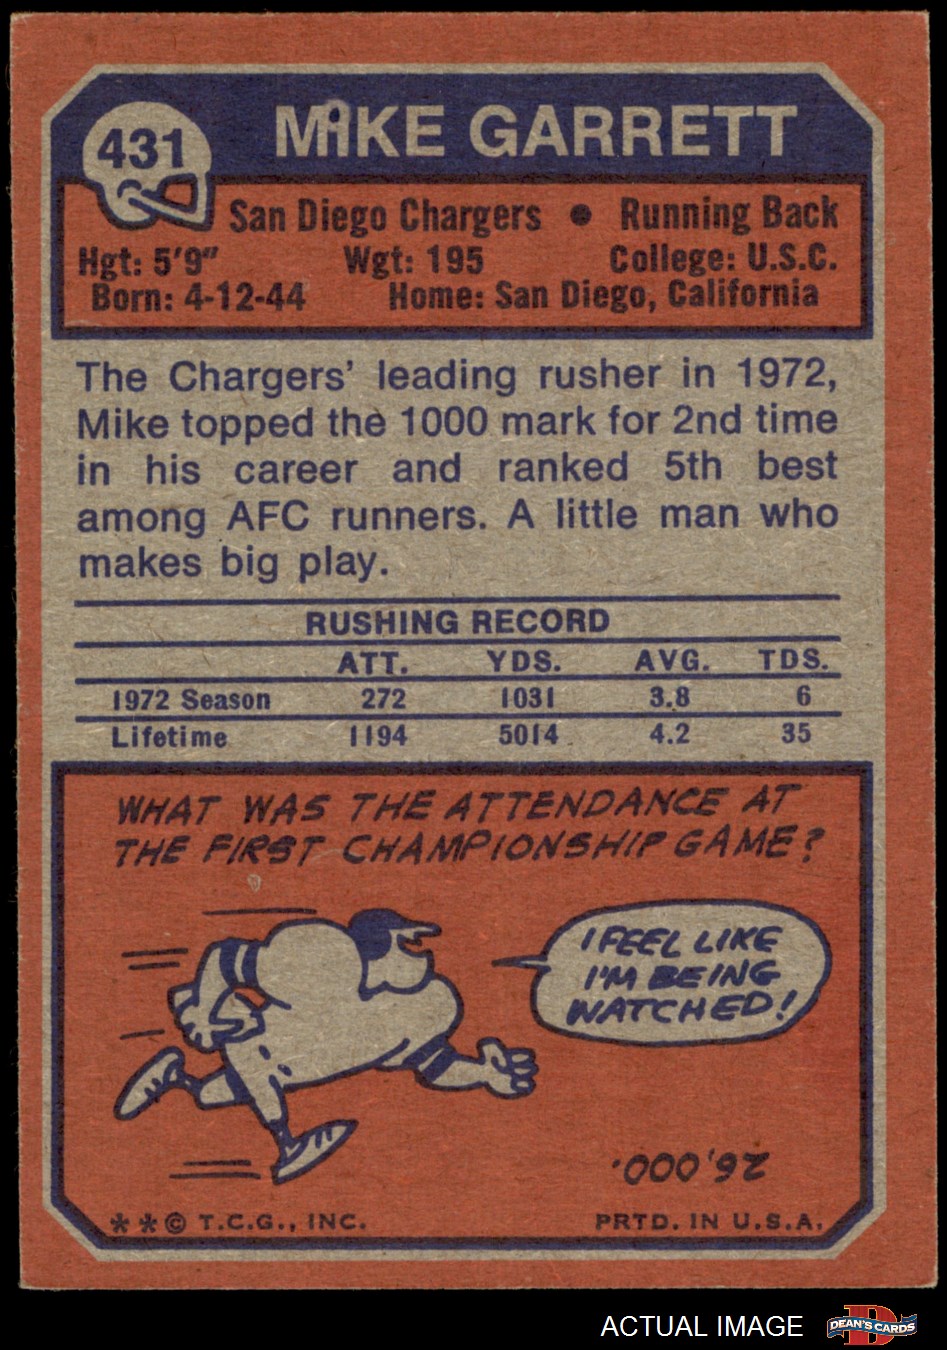 431
MIKE GARRETT
San Diego Chargers • Running Back
Hgt: 5'9" Wgt: 195 College: U.S.C.
Born: 4-12-44 Home: San Diego, California
The Chargers' leading rusher in 1972,
Mike topped the 1000 mark for 2nd time
in his career and ranked 5th best
among AFC runners. A little man who
makes big play.
RUSHING RECORD
ATT. YDS. AVG. TDS.
1972 Season 272 1031 3.8 6
Lifetime 1194 5014 4.2 35
WHAT WAS THE ATTENDANCE AT
THE FIRST CHAMPIONSHIP GAME?
I FEEL LIKE
I'M BEING
WATCHED!
26,000.
* * © T.C.G., INC. PRTD. IN U.S.A.
ACTUAL IMAGE
D
DEAN'S CARDS